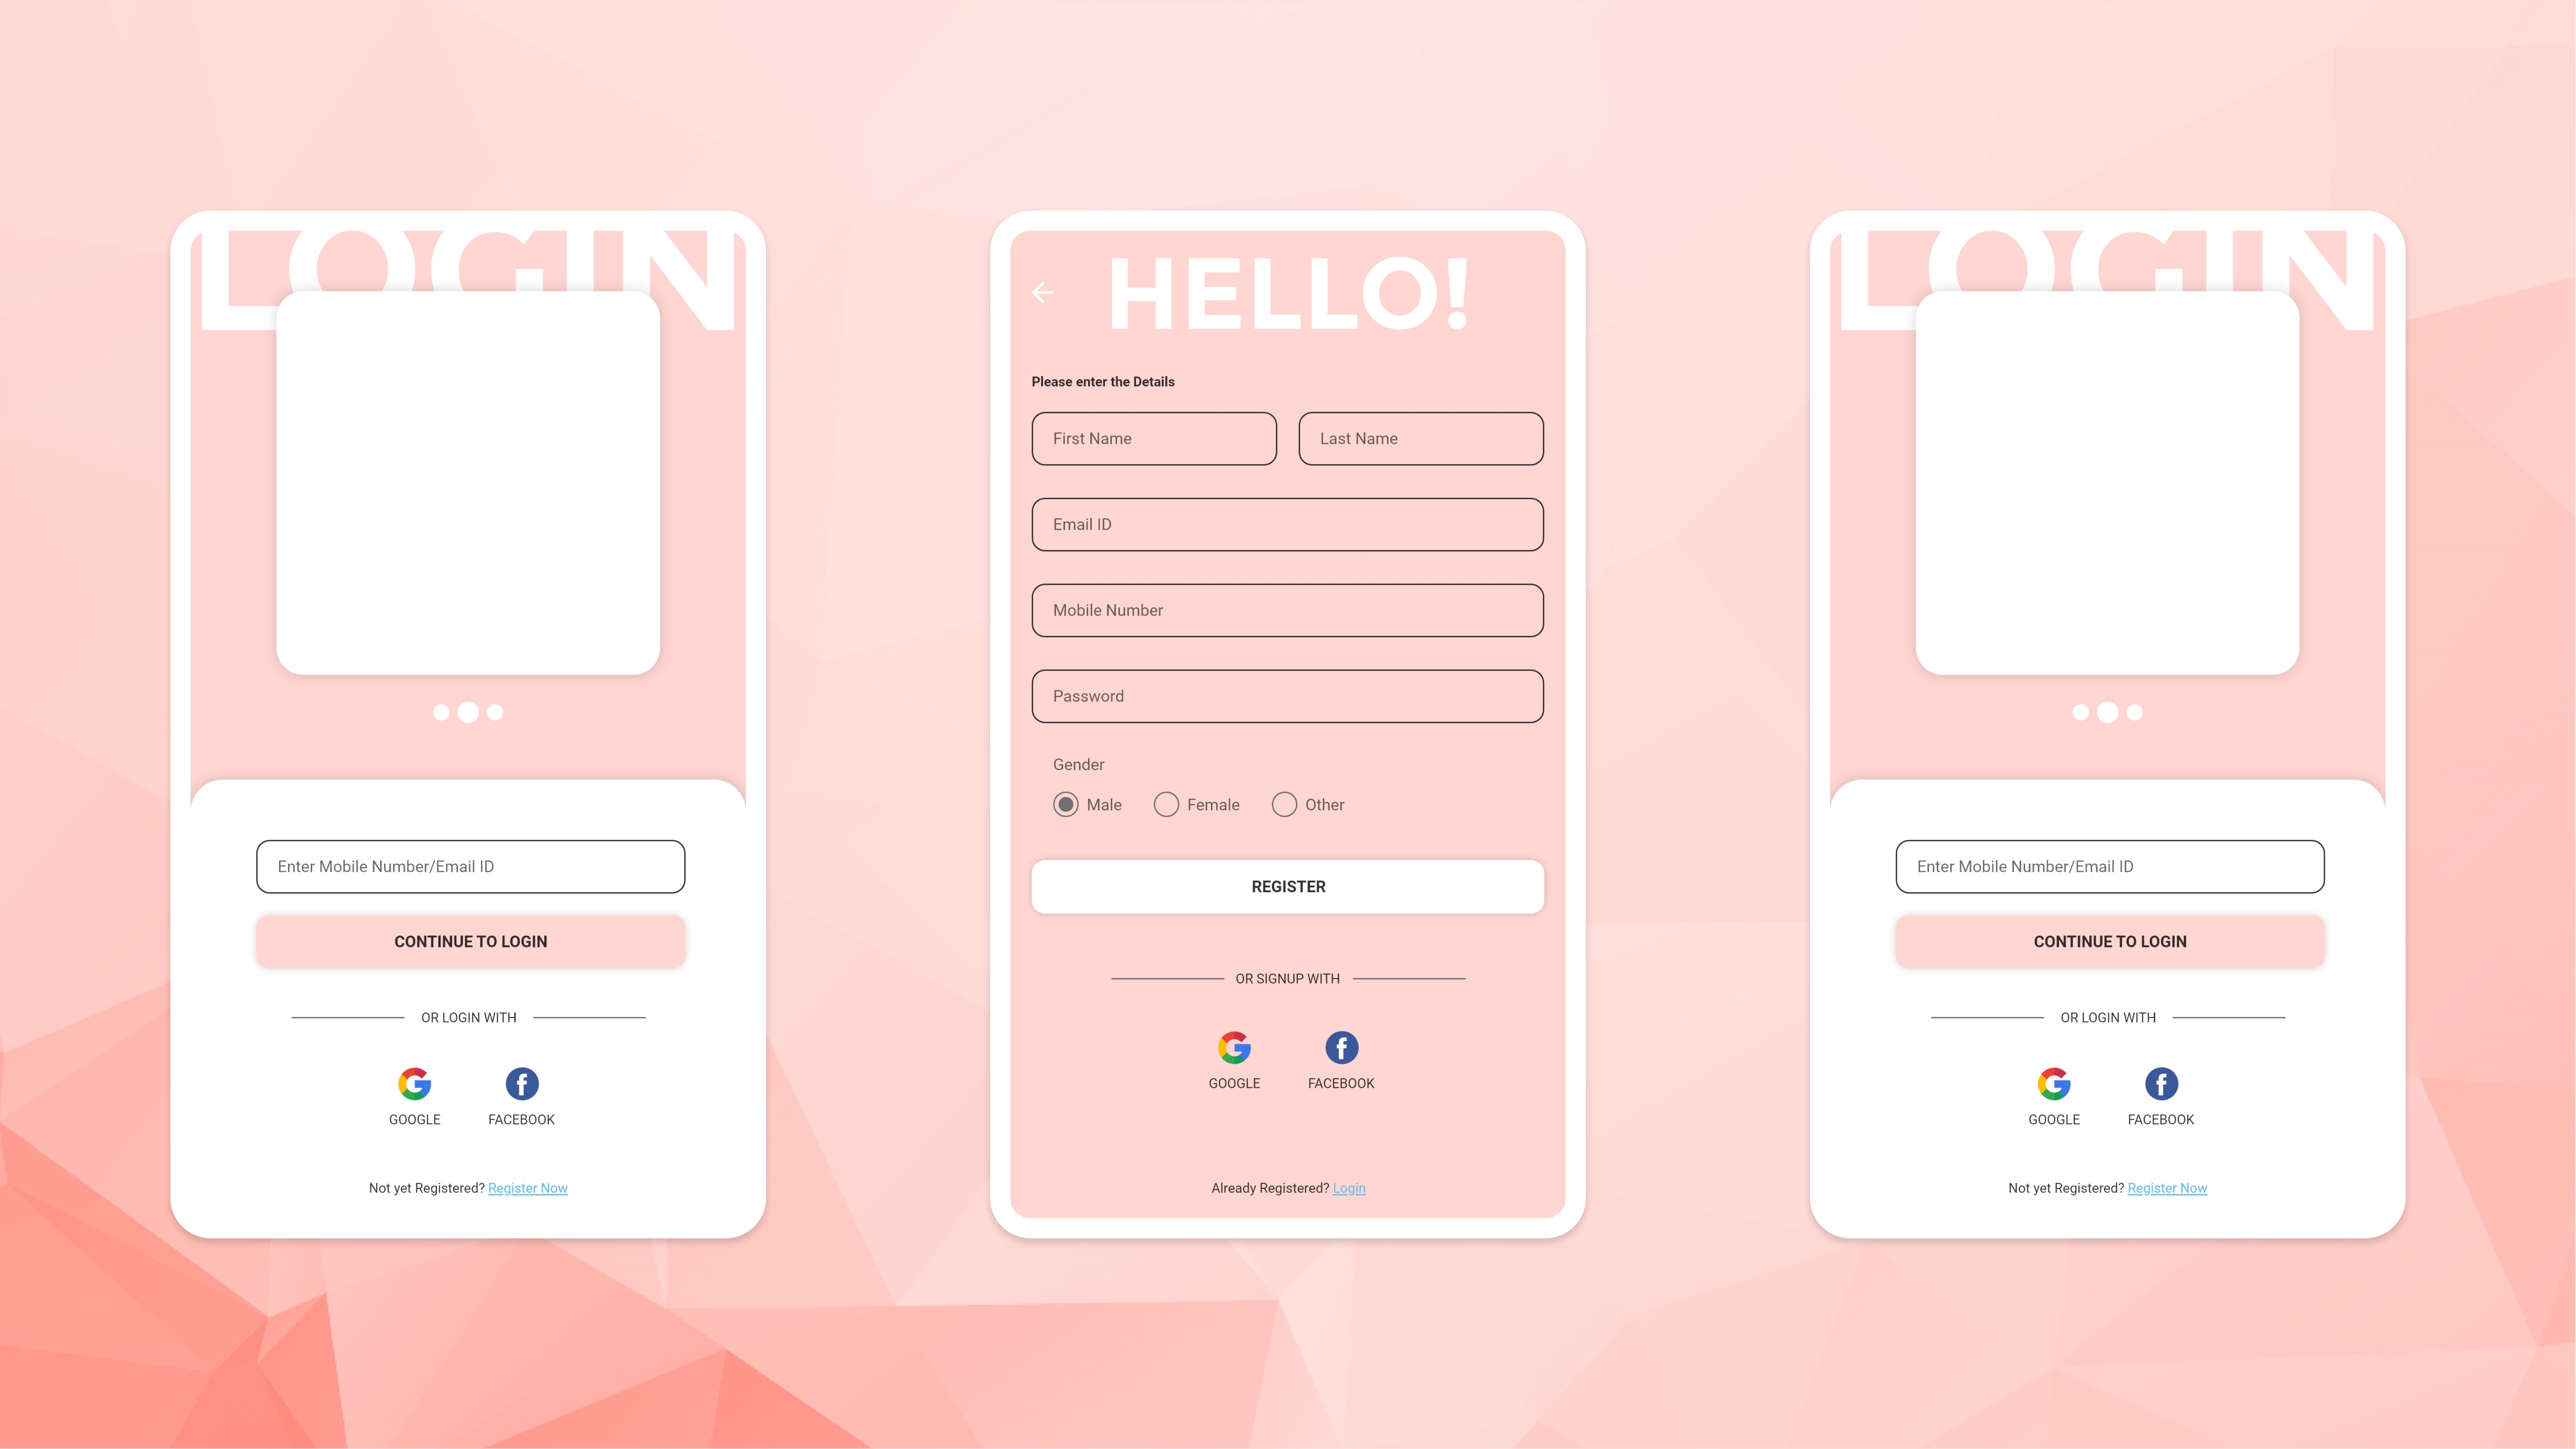 LOGIN
Enter Mobile Number/Email ID
CONTINUE TO LOGIN
OR LOGIN WITH
GOOGLE FACEBOOK
Not yet Registered? Register Now
HELLO!
Please enter the Details
First Name Last Name
Email ID
Mobile Number
Password
Gender
Male Female Other
REGISTER
OR SIGNUP WITH
GOOGLE FACEBOOK
Already Registered? Login
LOGIN
Enter Mobile Number/Email ID
CONTINUE TO LOGIN
OR LOGIN WITH
GOOGLE FACEBOOK
Not yet Registered? Register Now